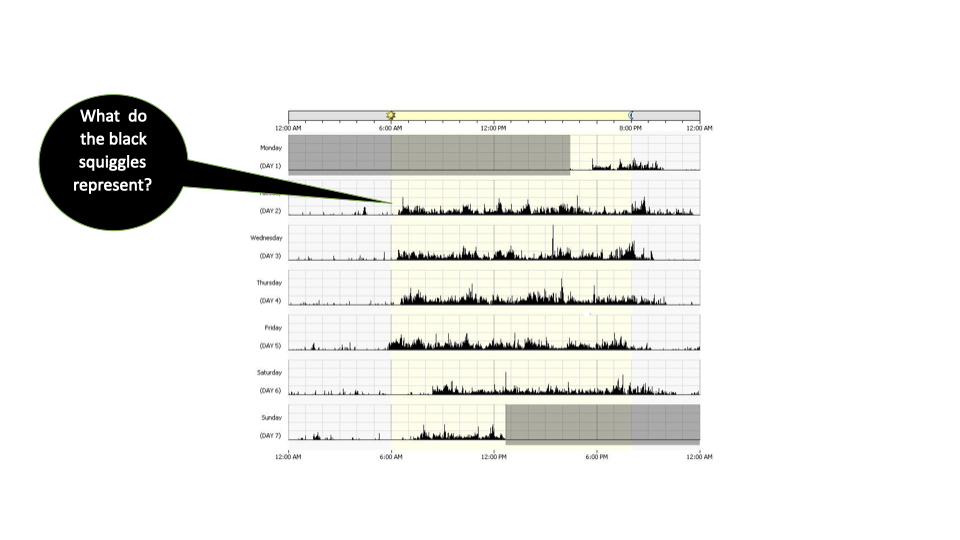 What do
the black
squiggles
represent?
12:00 AM 6:00 AM 12:00 PM 8:00 PM 12:00 AM
Monday
(DAY 1)
(DAY 2)
Wednesday
(DAY 3)
Thursday
(DAY 4)
Friday
(DAY 5)
Saturday
(DAY 6)
Sunday
(DAY 7)
12:00 AM 6:00 AM 12:00 PM 6:00 PM 12:00 AM